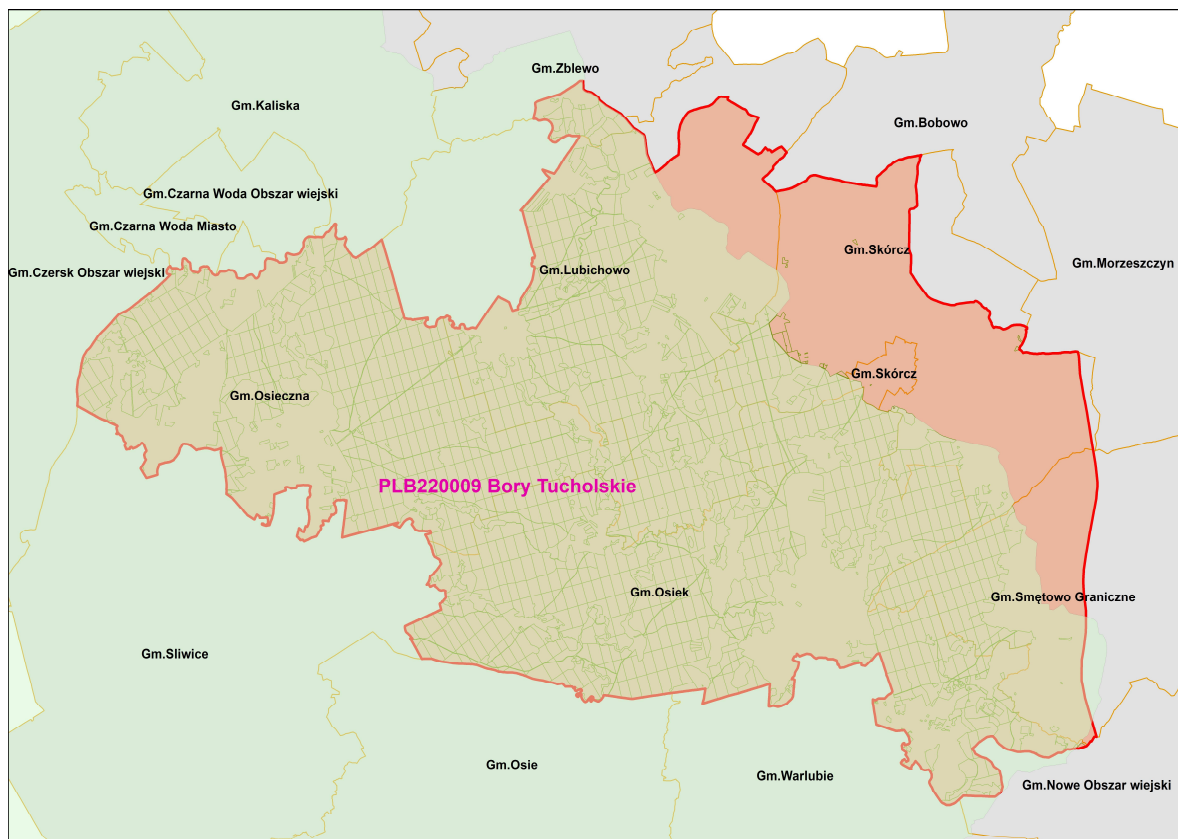 Gm.Zblewo
Gm.Kaliska
Gm.Bobowo
Gm.Czarna Woda Obszar wiejski
Gm.Czarna Woda Miasto
Gm.Skórcz
Gm.Czersk Obszar wiejski
Gm.Lubichowo
Gm.Morzeszczyn
Gm.Skórcz
Gm.Osieczna
PLB220009 Bory Tucholskie
Gm.Osiek
Gm.Smętowo Graniczne
Gm.Sliwice
Gm.Osie
Gm.Warlubie
Gm.Nowe Obszar wiejski